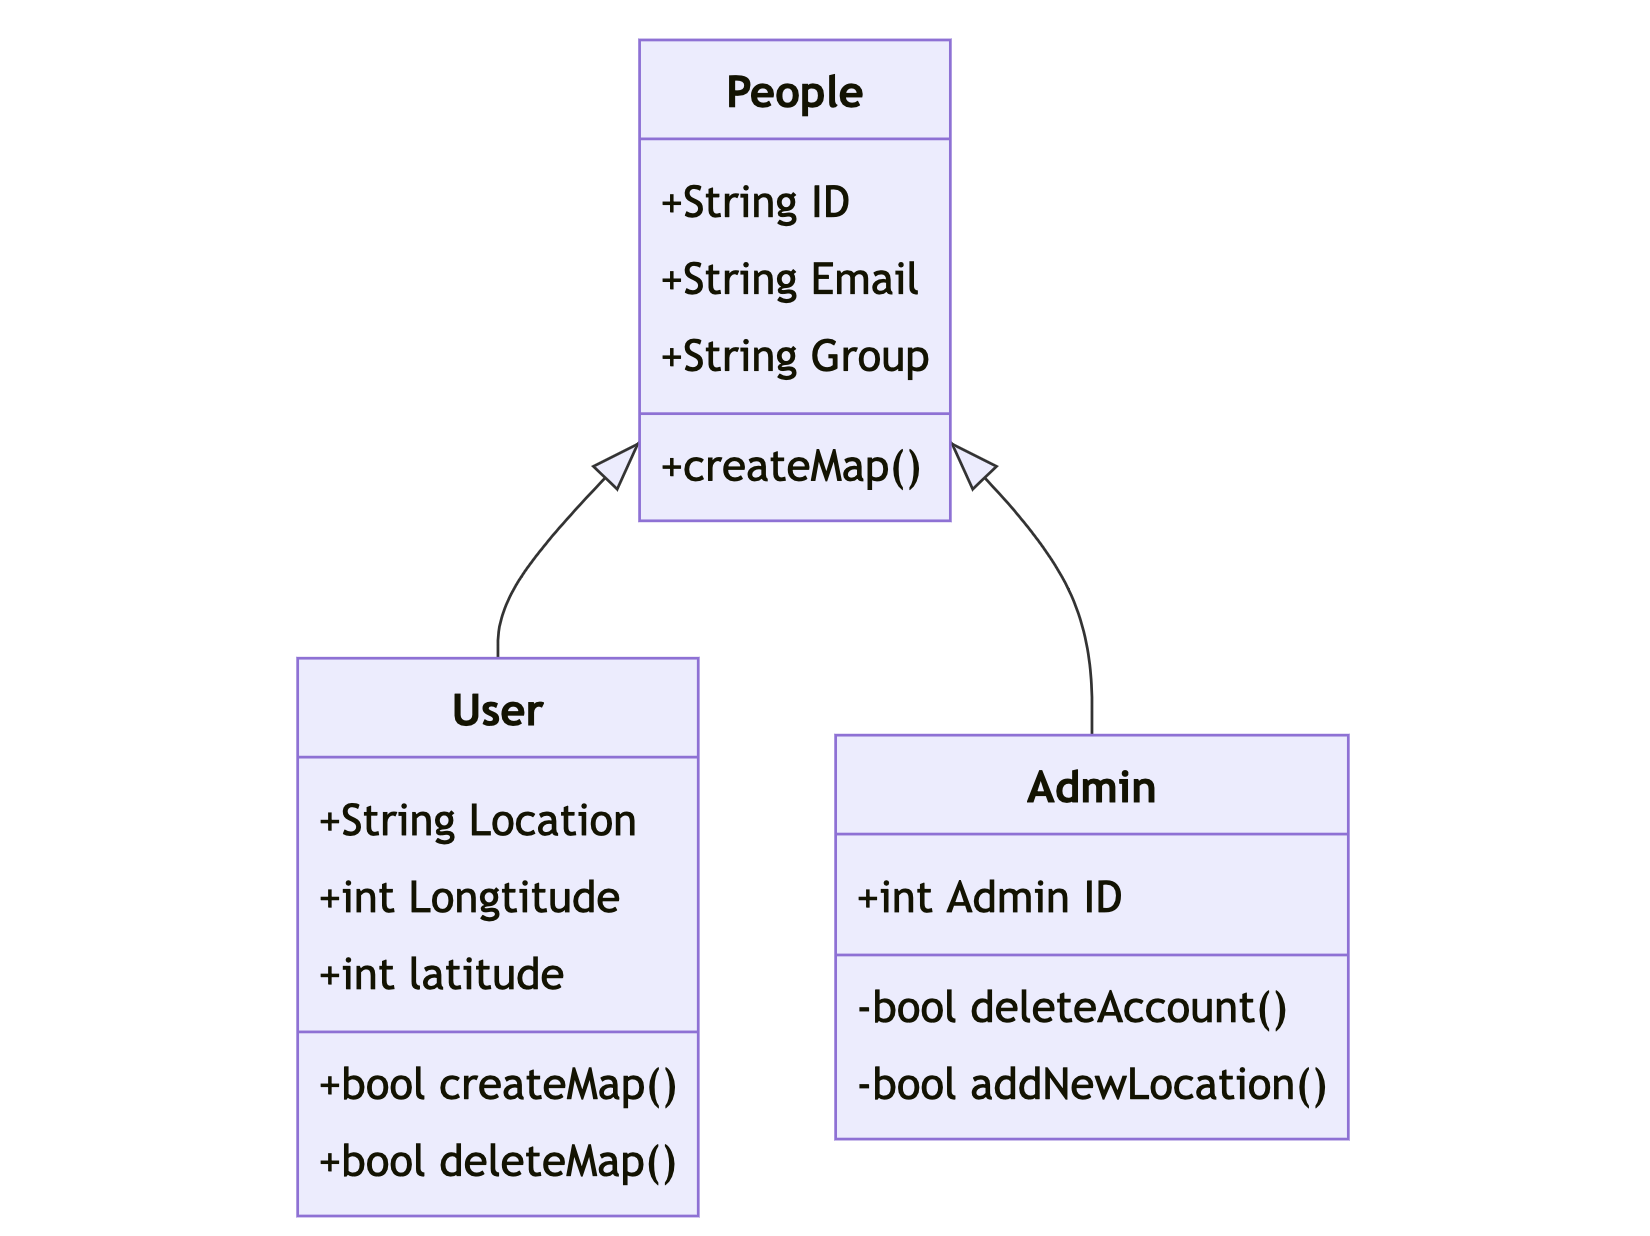 People
+String ID
+String Email
+String Group
+createMap()
User
+String Location
+int Longtitude
+int latitude
+bool createMap()
+bool deleteMap()
Admin
+int Admin ID
-bool deleteAccount()
-bool addNewLocation()